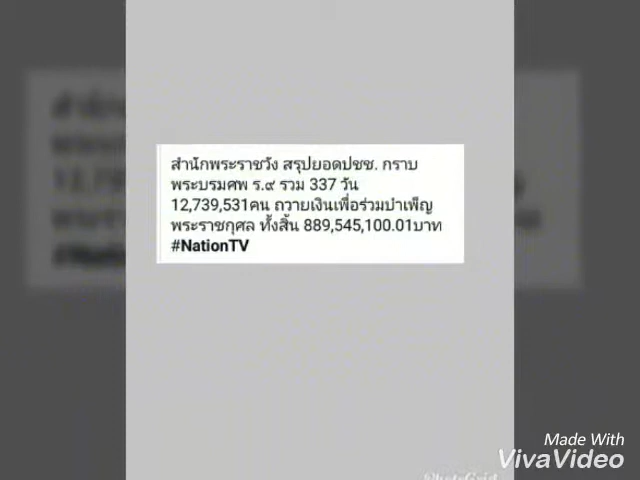 สำนักพระราชวัง สรุปยอดปชช. กราบ
พระบรมศพ ร.๙ รวม 337 วัน
12,739,531คน ถวายเงินเพื่อร่วมบำเพ็ญ
พระราชกุศล ทั้งสิ้น 889,545,100.01บาท
#NationTV
Made With
VivaVideo